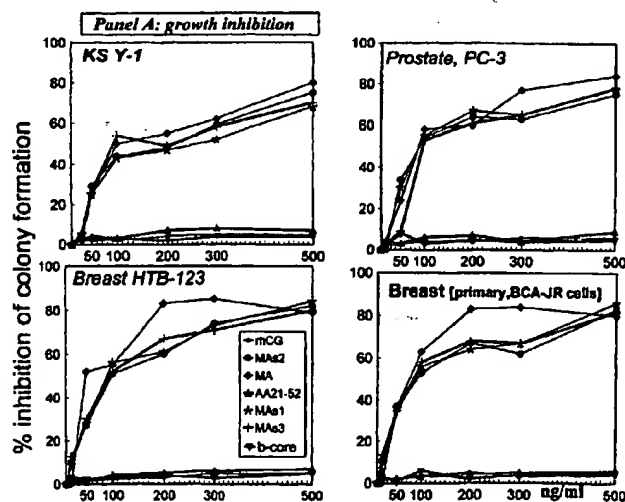 Panel A: growth inhibition
KS Y-1
Prostate, PC-3
% inhibition of colony formation
100
80
60
40
20
0
50 100 200 300 500
100
80
60
40
20
0
50 100 200 300 500
Breast HTB-123
Breast [primary,BCA-JR cells]
100
80
60
40
20
0
50 100 200 300 500
mCG
MAs2
MA
AA21-52
MAs1
MAs3
b-core
100
80
60
40
20
0
50 100 200 300 500
ng/ml